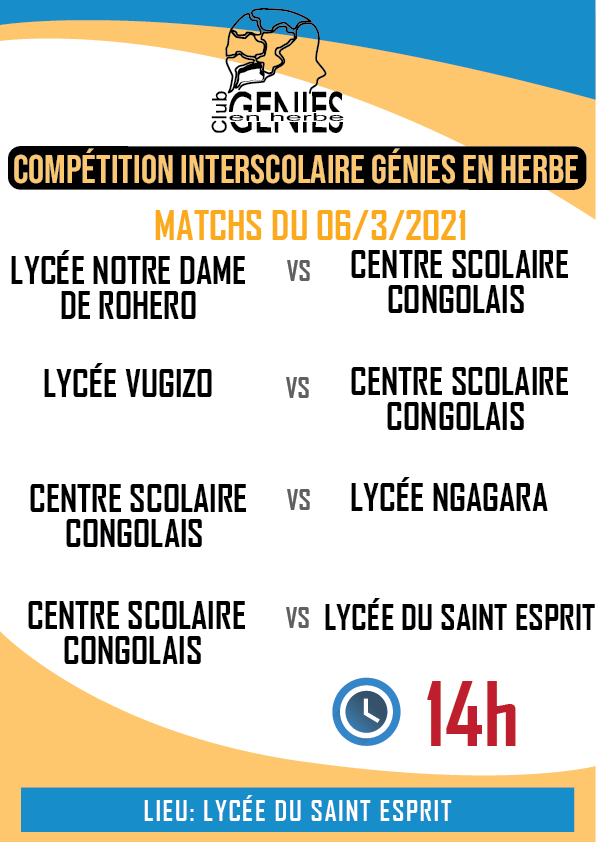 Club
GENIES
en herbe
COMPÉTITION INTERSCOLAIRE GÉNIES EN HERBE
MATCHS DU 06/3/2021
LYCÉE NOTRE DAME
DE ROHERO
VS
CENTRE SCOLAIRE
CONGOLAIS
LYCÉE VUGIZO
VS
CENTRE SCOLAIRE
CONGOLAIS
CENTRE SCOLAIRE
CONGOLAIS
VS
LYCÉE NGAGARA
CENTRE SCOLAIRE
CONGOLAIS
VS
LYCÉE DU SAINT ESPRIT
14h
LIEU: LYCÉE DU SAINT ESPRIT